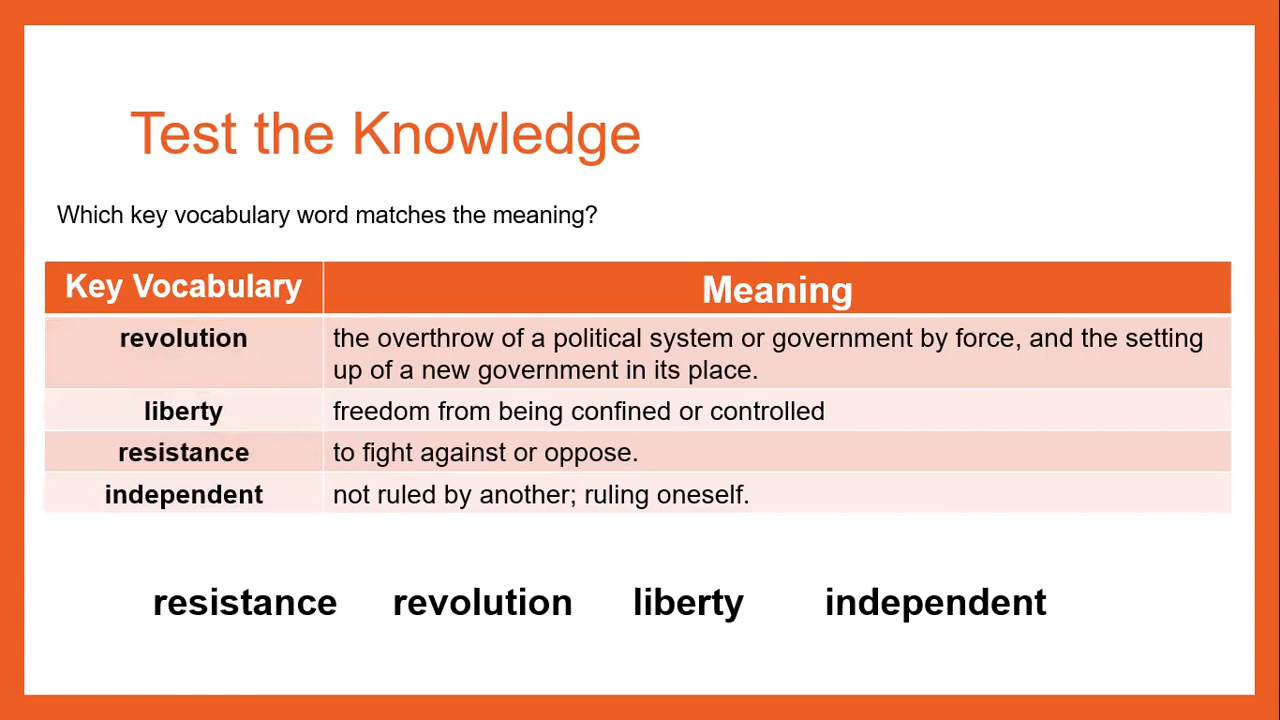 Test the Knowledge
Which key vocabulary word matches the meaning?
Key Vocabulary Meaning
revolution the overthrow of a political system or government by force, and the setting
up of a new government in its place.
liberty freedom from being confined or controlled
resistance to fight against or oppose.
independent not ruled by another; ruling oneself.
resistance revolution liberty independent